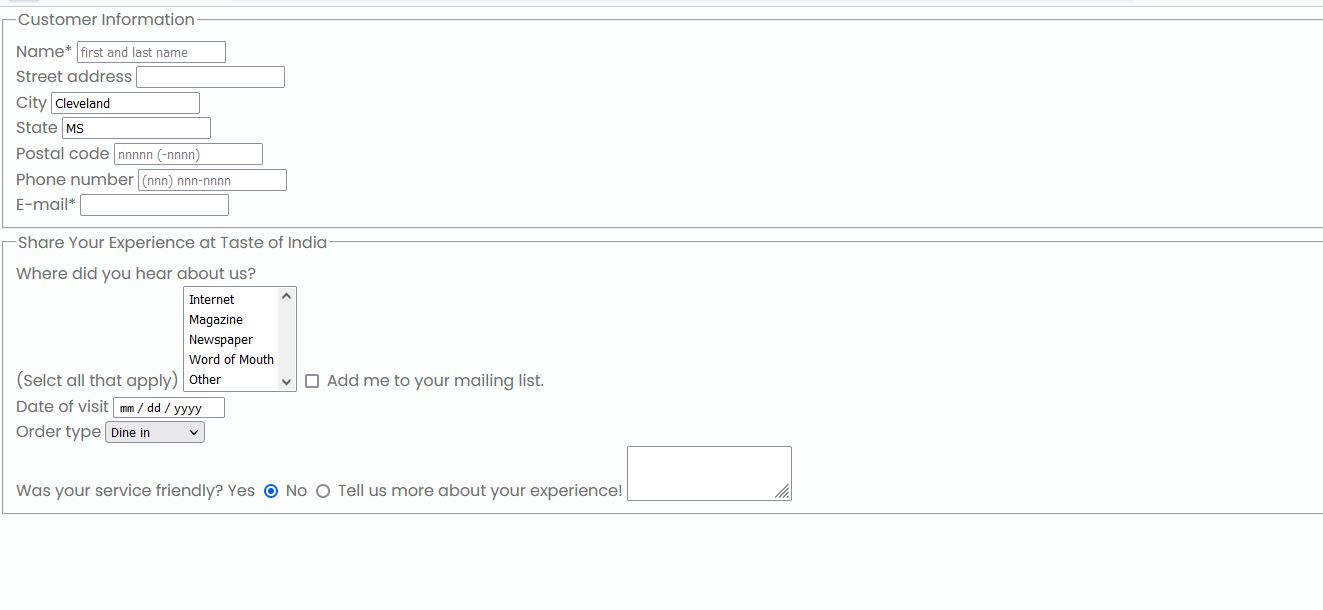 Customer Information
Name* first and last name
Street address
City Cleveland
State MS
Postal code nnnnn (-nnnn)
Phone number (nnn) nnn-nnnn
E-mail*
Share Your Experience at Taste of India
Where did you hear about us?
Internet
Magazine
Newspaper
Word of Mouth
Other
(Selct all that apply) Add me to your mailing list.
Date of visit mm / dd / yyyy
Order type Dine in
Was your service friendly? Yes No Tell us more about your experience!